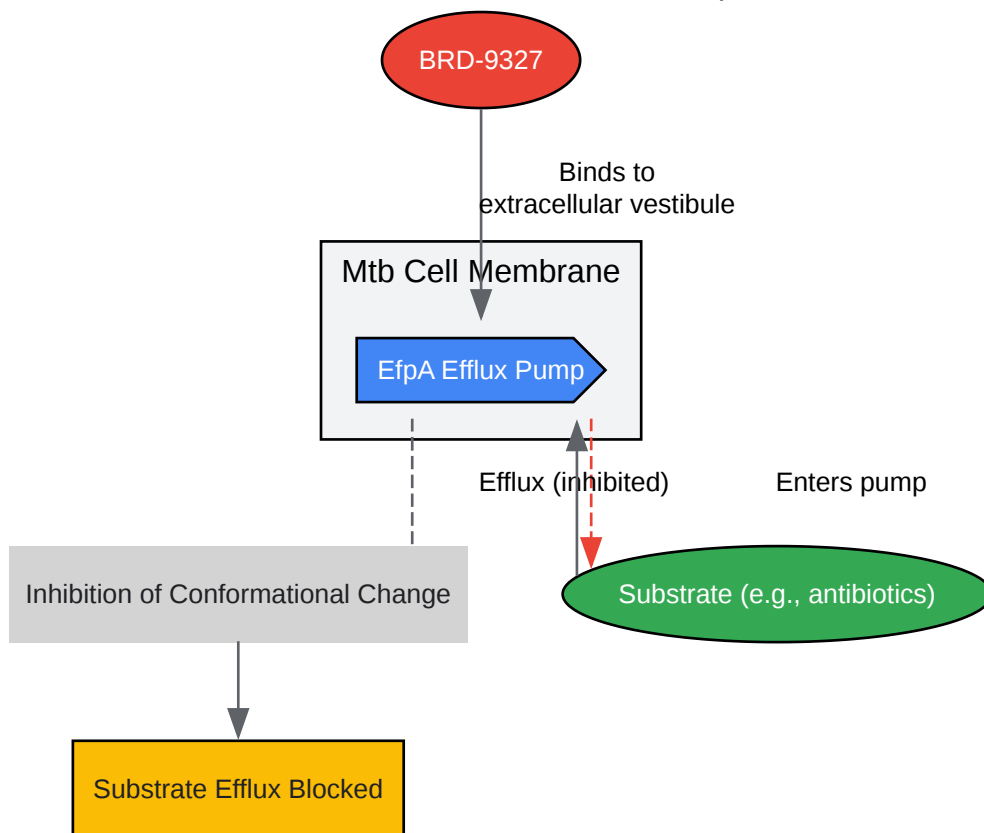 BRD-9327
Binds to
extracellular vestibule
Mtb Cell Membrane
EfpA Efflux Pump
Efflux (inhibited)
Enters pump
Inhibition of Conformational Change
Substrate (e.g., antibiotics)
Substrate Efflux Blocked